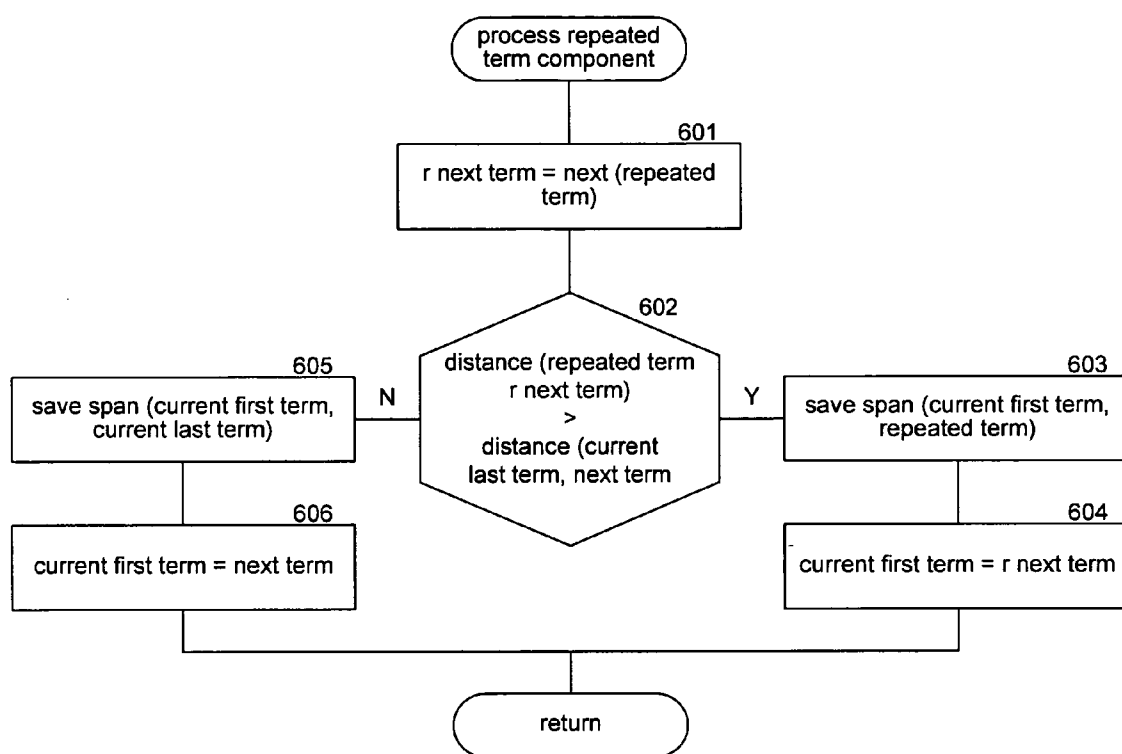 process repeated
term component
601
r next term = next (repeated
term)
602
distance (repeated term
r next term)
>
distance (current
last term, next term
N
Y
605
save span (current first term,
current last term)
603
save span (current first term,
repeated term)
606
current first term = next term
604
current first term = r next term
return